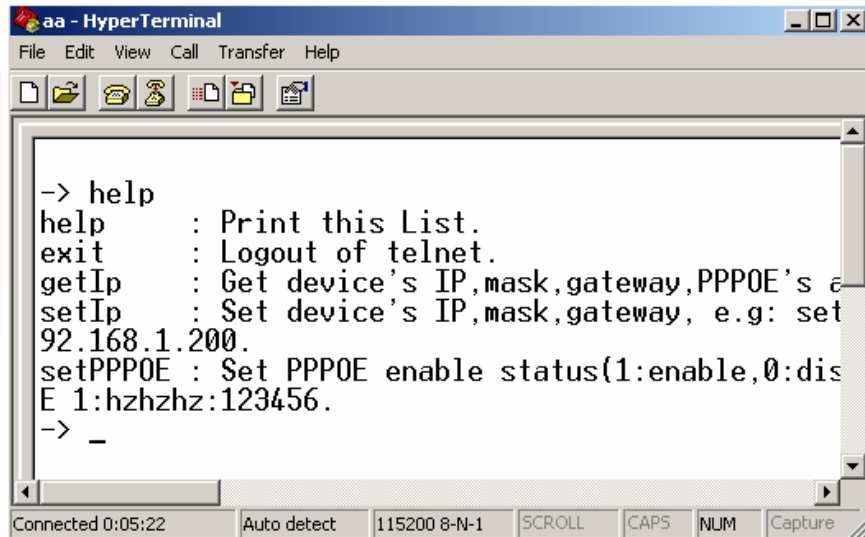 aa - HyperTerminal
File Edit View Call Transfer Help
-> help
help : Print this List.
exit : Logout of telnet.
getIp : Get device's IP,mask,gateway,PPPOE's a
setIp : Set device's IP,mask,gateway, e.g: set
92.168.1.200.
setPPPOE : Set PPPOE enable status(1:enable,0:dis
E 1:hzhzhz:123456.
-> _
Connected 0:05:22 Auto detect 115200 8-N-1 SCROLL CAPS NUM Capture